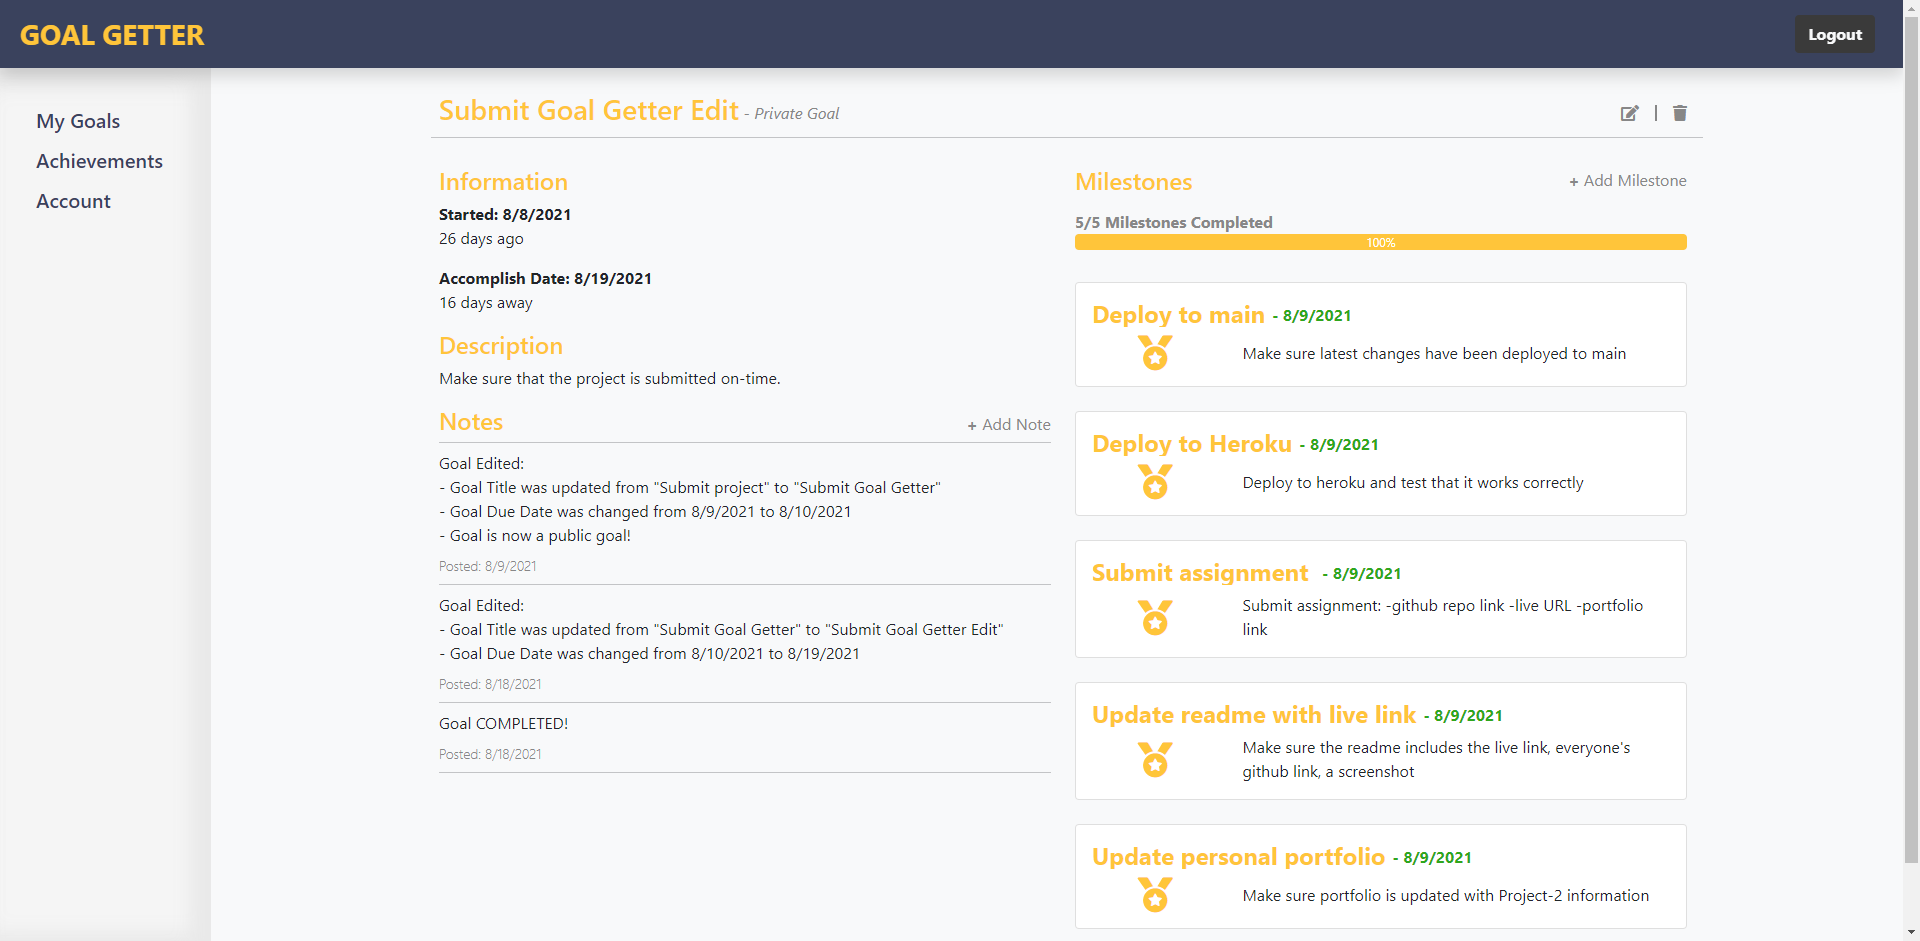 GOAL GETTER
Logout
My Goals
Achievements
Account
Submit Goal Getter Edit - Private Goal
|
Information
Started: 8/8/2021
26 days ago
Accomplish Date: 8/19/2021
16 days away
Description
Make sure that the project is submitted on-time.
Notes
+ Add Note
Goal Edited:
- Goal Title was updated from "Submit project" to "Submit Goal Getter"
- Goal Due Date was changed from 8/9/2021 to 8/10/2021
- Goal is now a public goal!
Posted: 8/9/2021
Goal Edited:
- Goal Title was updated from "Submit Goal Getter" to "Submit Goal Getter Edit"
- Goal Due Date was changed from 8/10/2021 to 8/19/2021
Posted: 8/18/2021
Goal COMPLETED!
Posted: 8/18/2021
Milestones
+ Add Milestone
5/5 Milestones Completed
100%
Deploy to main - 8/9/2021
Make sure latest changes have been deployed to main
Deploy to Heroku - 8/9/2021
Deploy to heroku and test that it works correctly
Submit assignment - 8/9/2021
Submit assignment: -github repo link -live URL -portfolio
link
Update readme with live link - 8/9/2021
Make sure the readme includes the live link, everyone's
github link, a screenshot
Update personal portfolio - 8/9/2021
Make sure portfolio is updated with Project-2 information